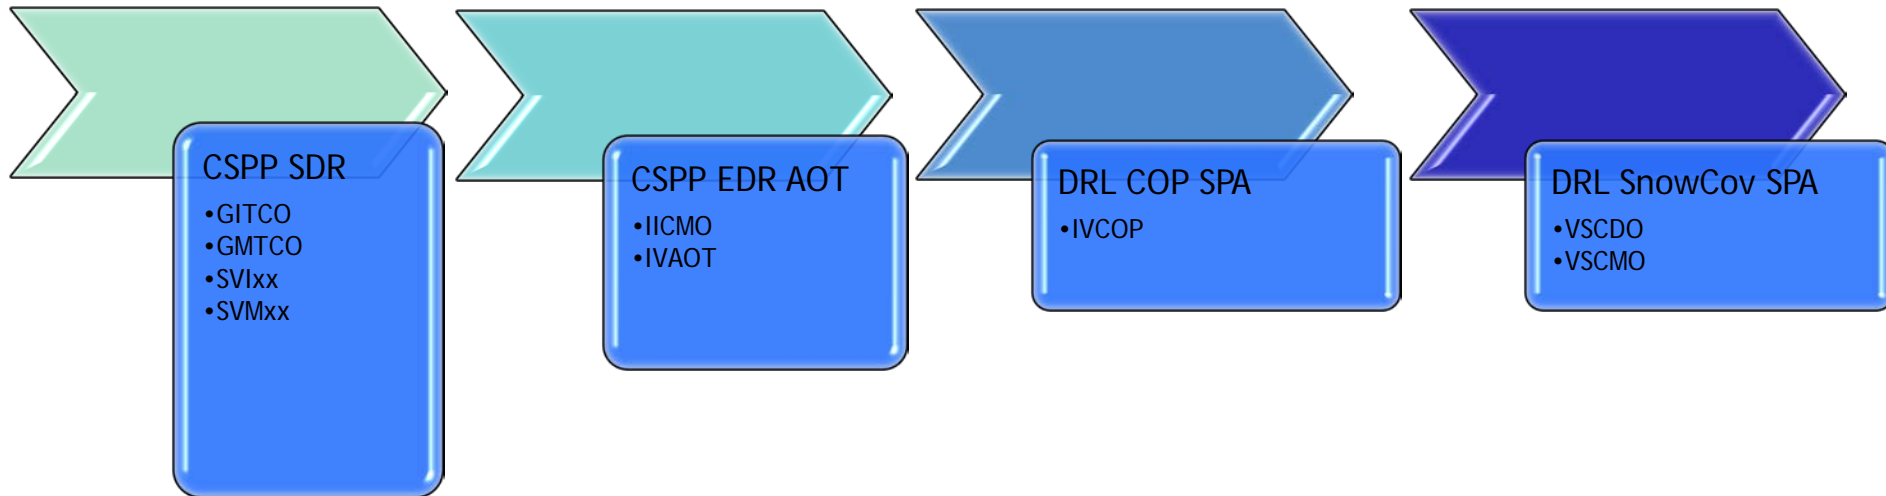 CSPP SDR
•GITCO
•GMTCO
•SVIxx
•SVMxx
CSPP EDR AOT
•IICMO
•IVAOT
DRL COP SPA
•IVCOP
DRL SnowCov SPA
•VSCDO
•VSCMO